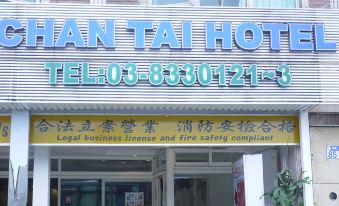 CHAN TAI HOTEL
TEL:03-8330121~3
合法立案營業 消防安檢合格
Legal business license and fire safety compliant